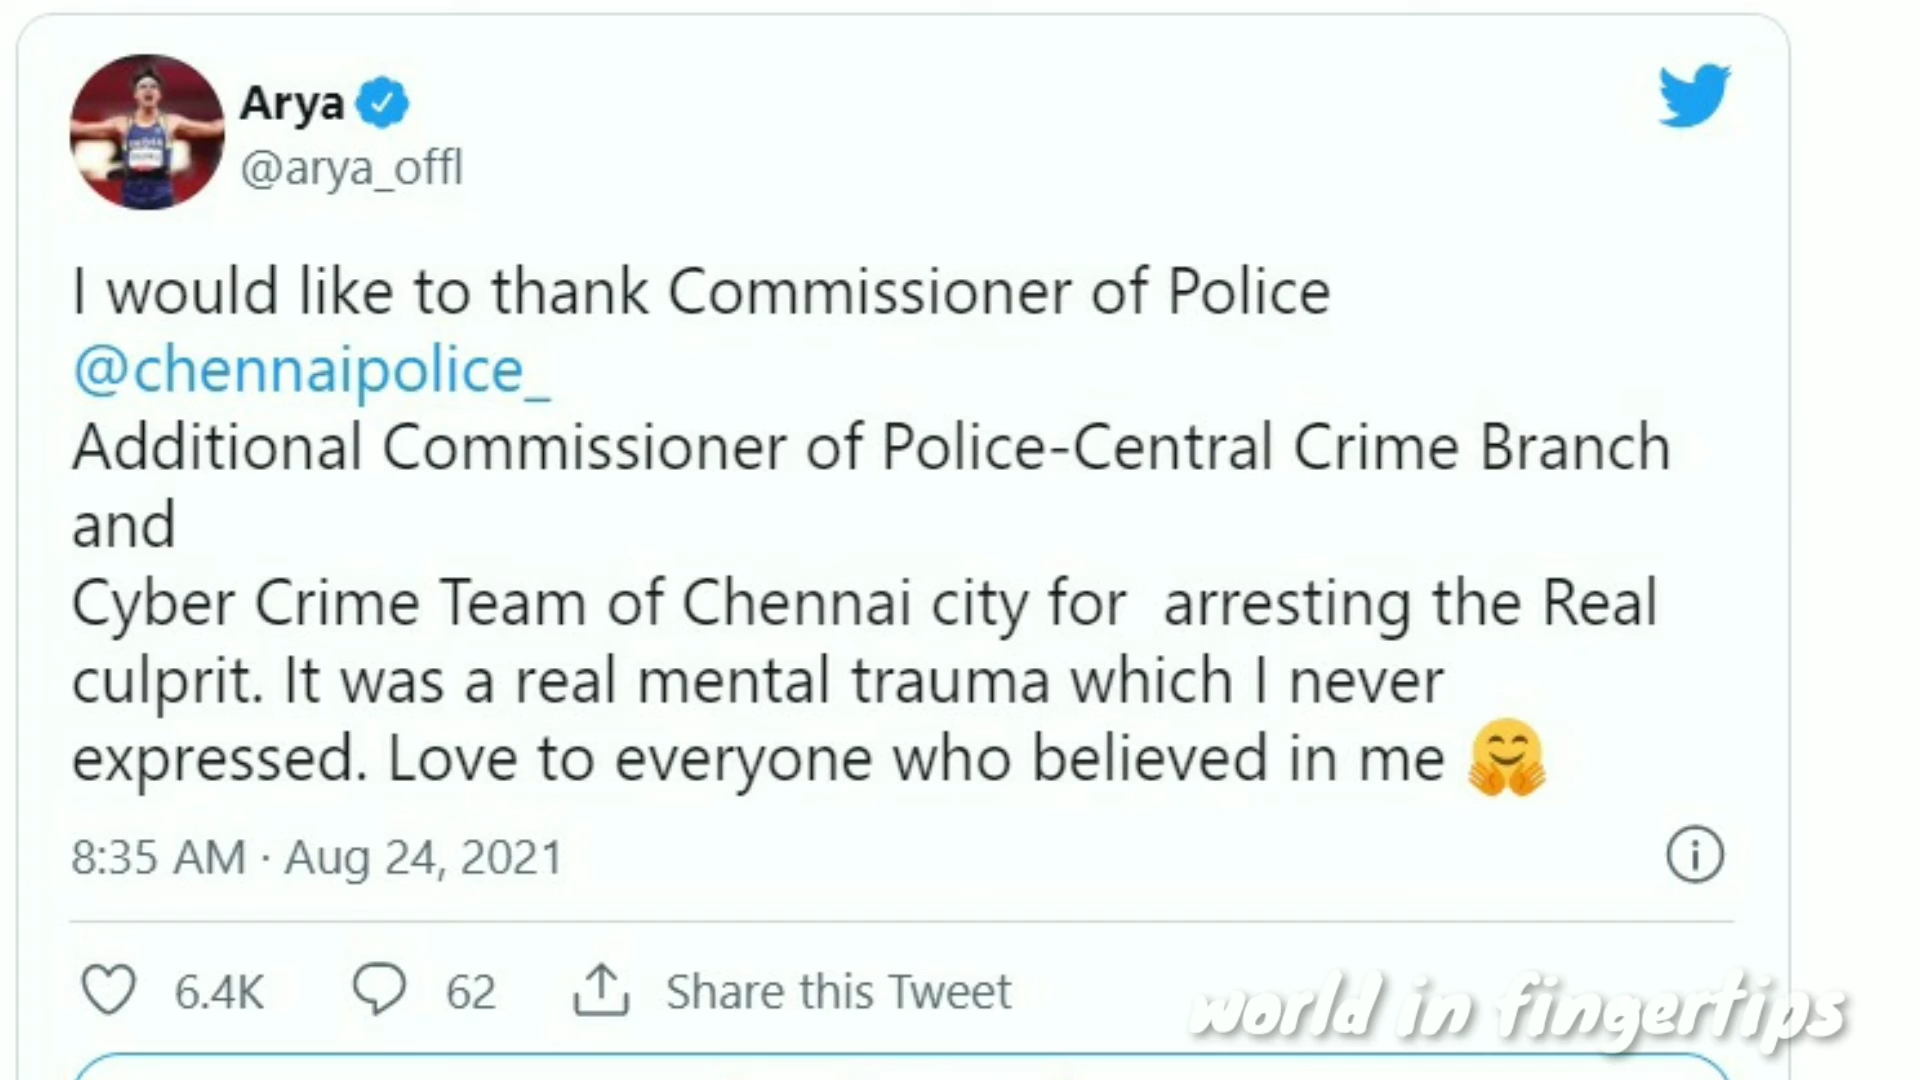 Arya
@arya_offl
I would like to thank Commissioner of Police
@chennaipolice_
Additional Commissioner of Police-Central Crime Branch
and
Cyber Crime Team of Chennai city for  arresting the Real
culprit. It was a real mental trauma which I never
expressed. Love to everyone who believed in me 🤗
8:35 AM · Aug 24, 2021
6.4K 62 Share this Tweet
world in fingertips